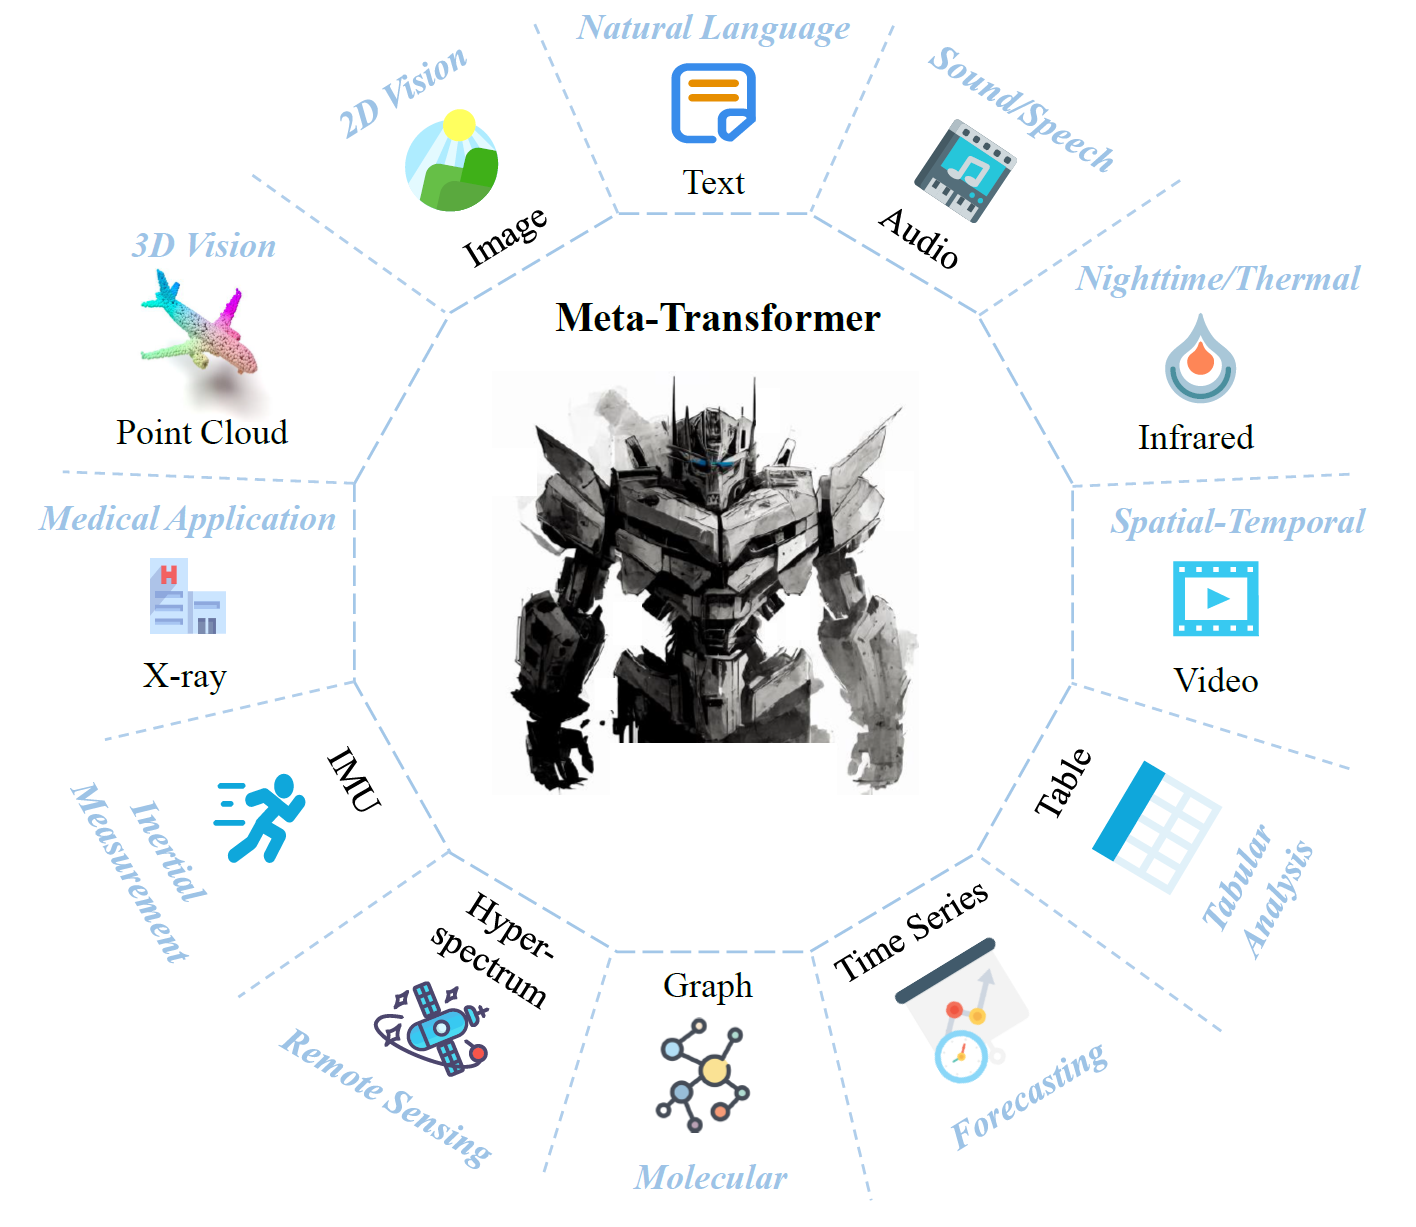 Natural Language
Text
Sound/Speech
Audio
Nighttime/Thermal
Infrared
Spatial-Temporal
Video
Table
Tabular
Analysis
Time Series
Forecasting
Graph
Molecular
Hyper-
spectrum
Remote Sensing
IMU
Inertial
Measurement
Medical Application
H
X-ray
3D Vision
Point Cloud
2D Vision
Image
Meta-Transformer